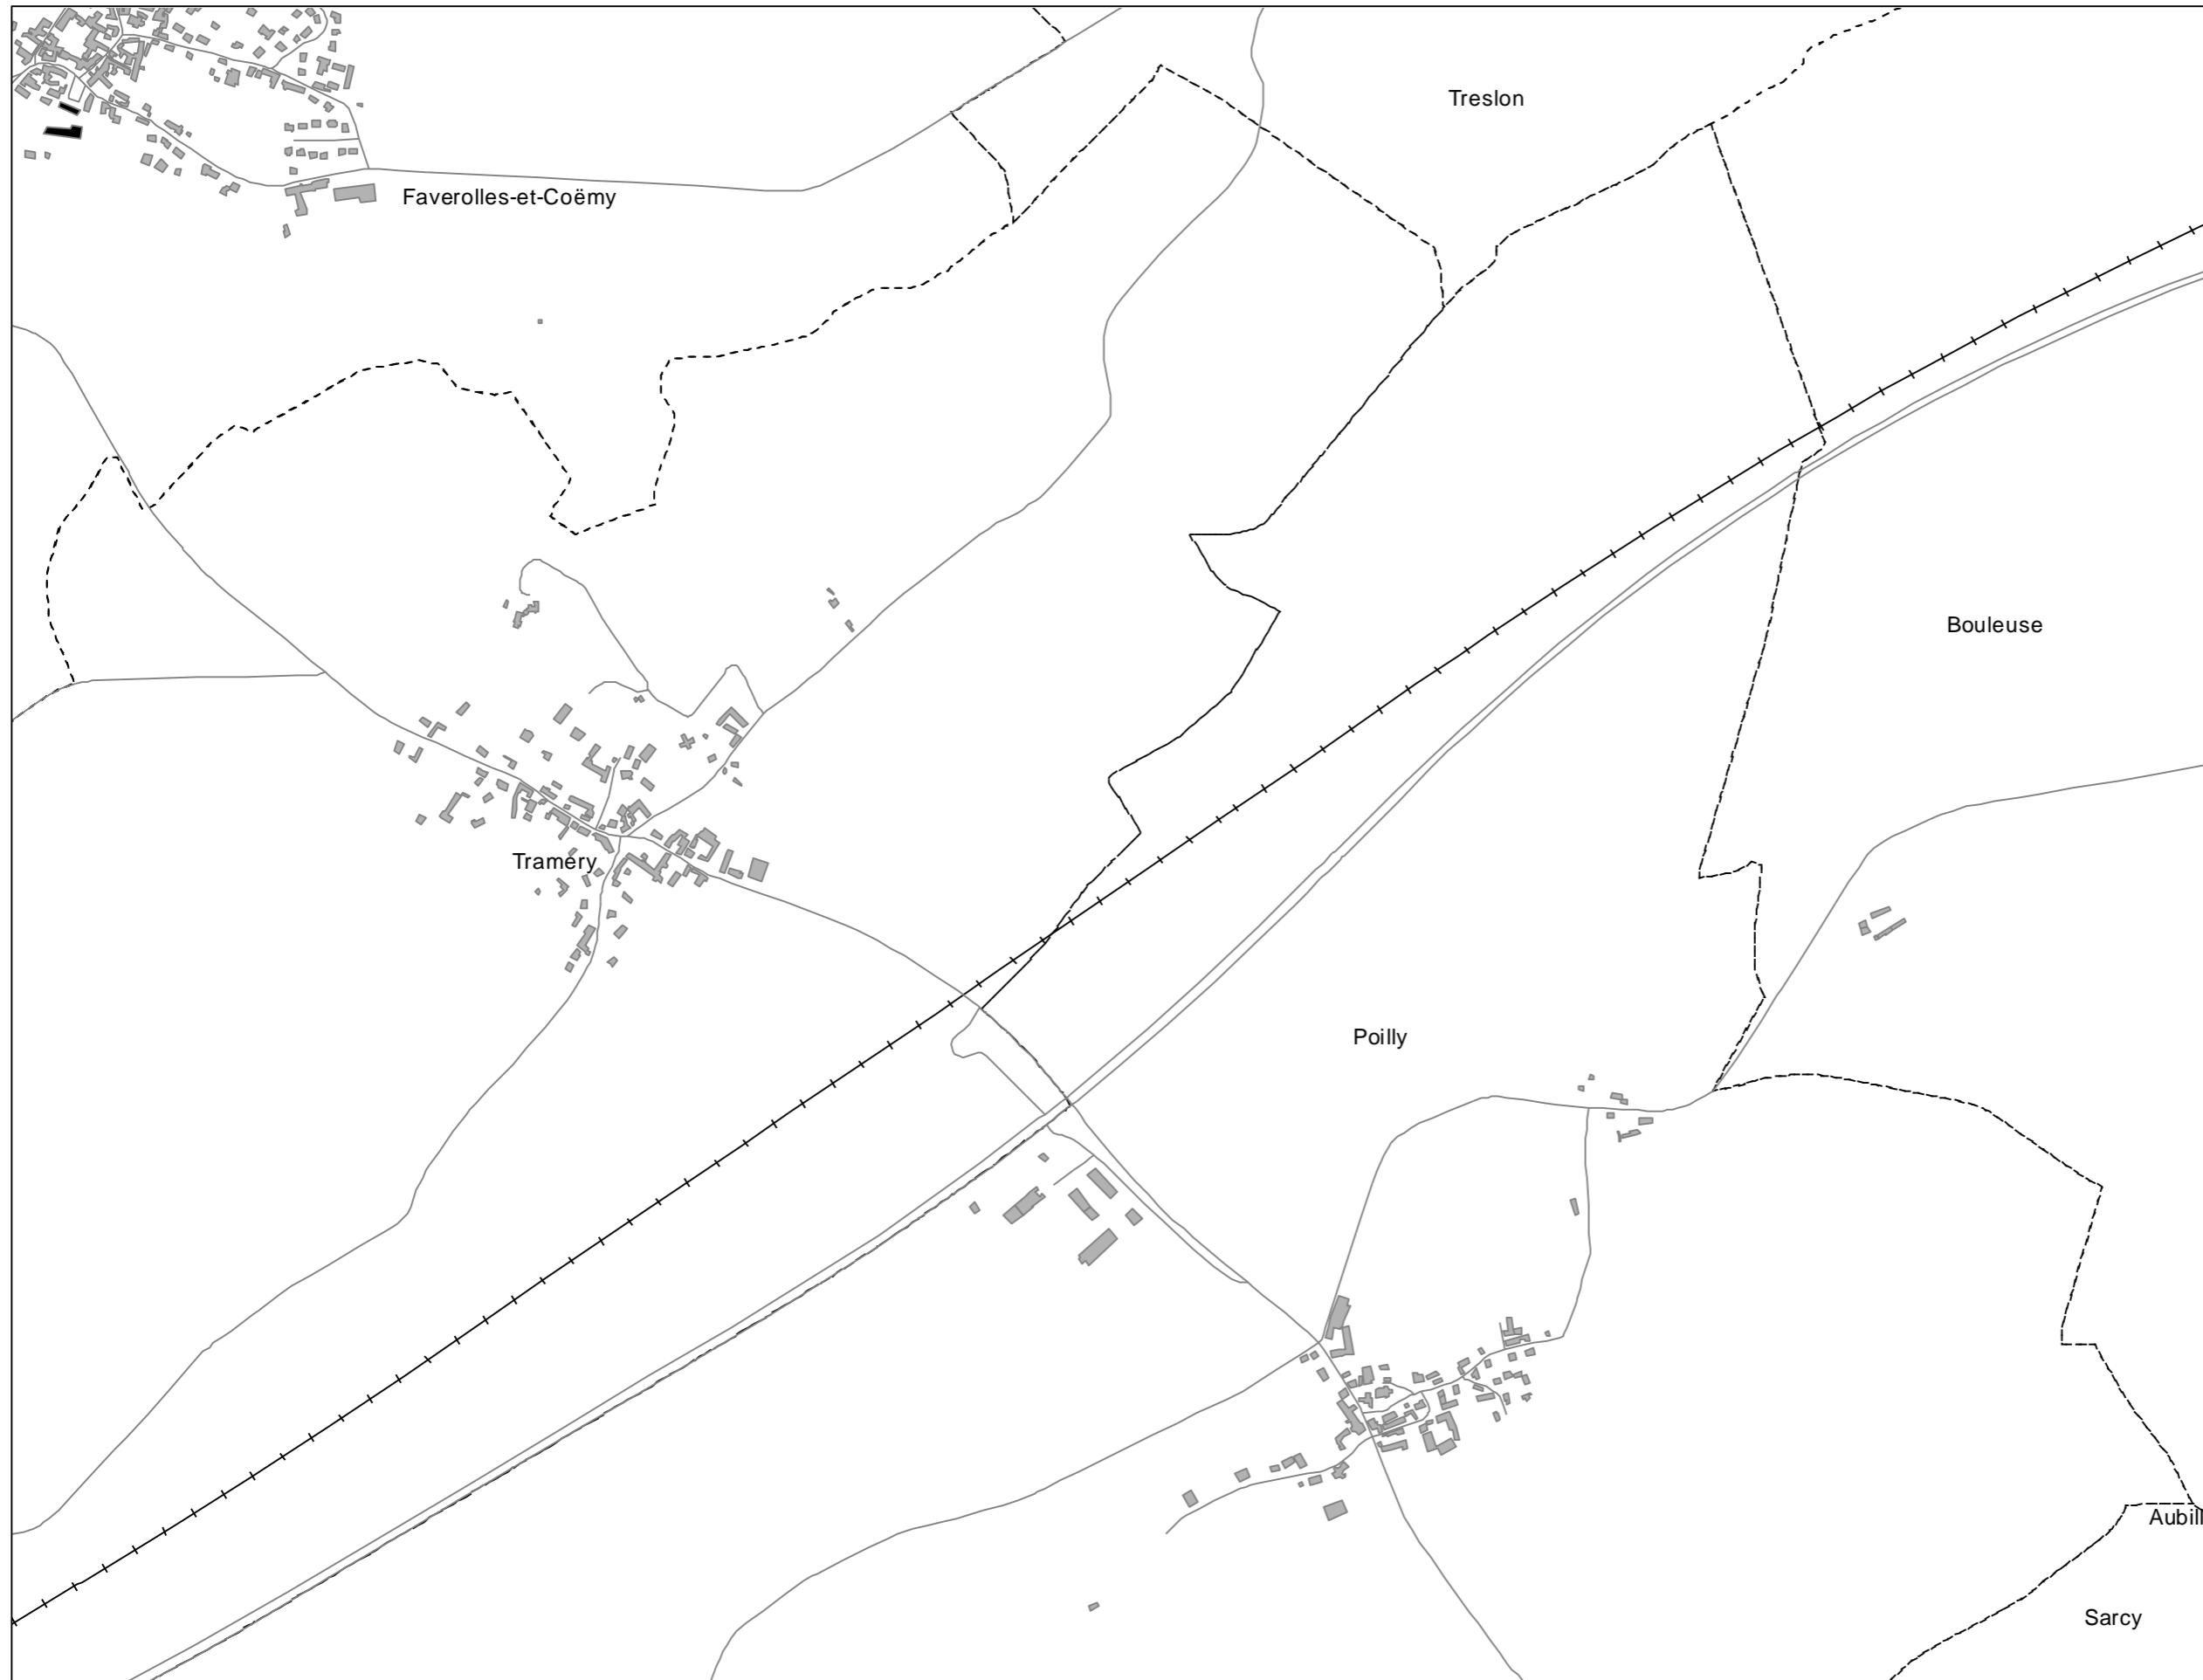 Treslon
Faverolles-et-Coëmy
Bouleuse
Tramery
Poilly
Aubill
Sarcy